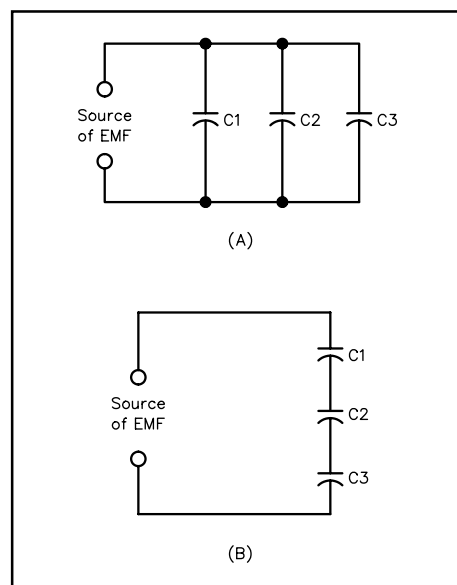 Source
of EMF
C1
C2
C3
(A)
Source
of EMF
C1
C2
C3
(B)